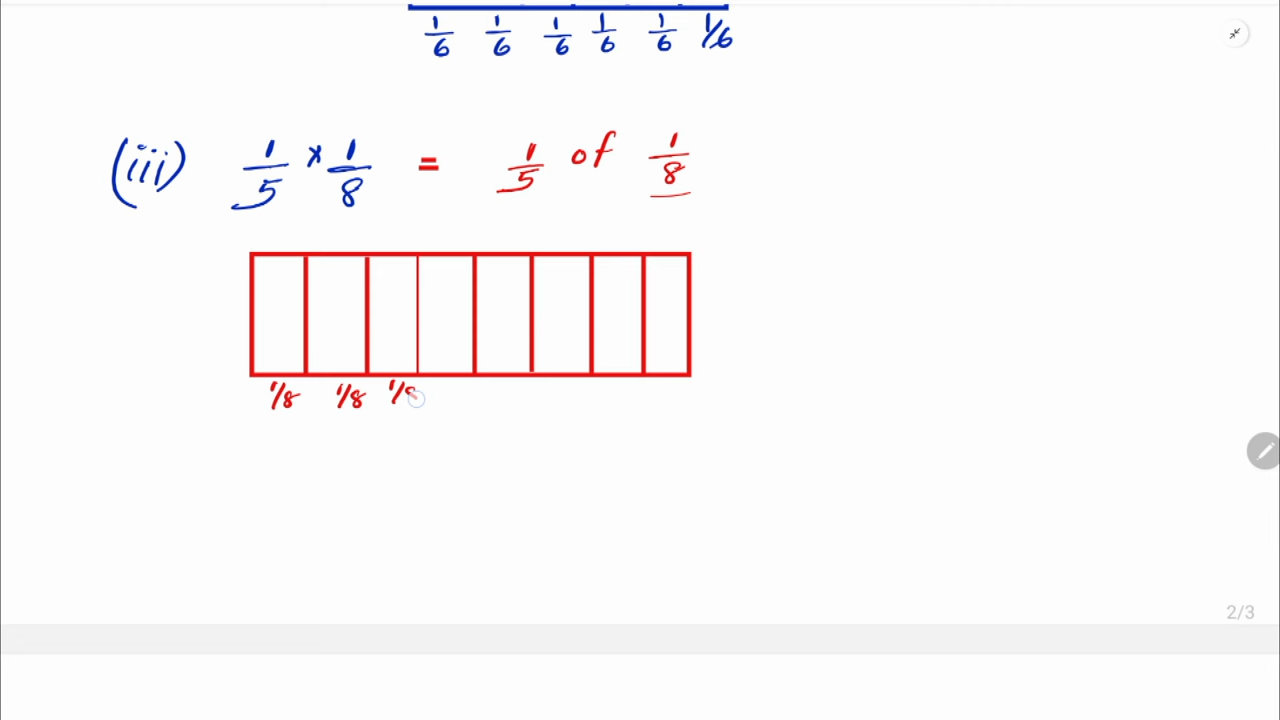 1/6 1/6 1/6 1/6 1/6 1/6
(iii) 1/5 × 1/8 = 1/5 of 1/8
1/8 1/8 1/8
2/3